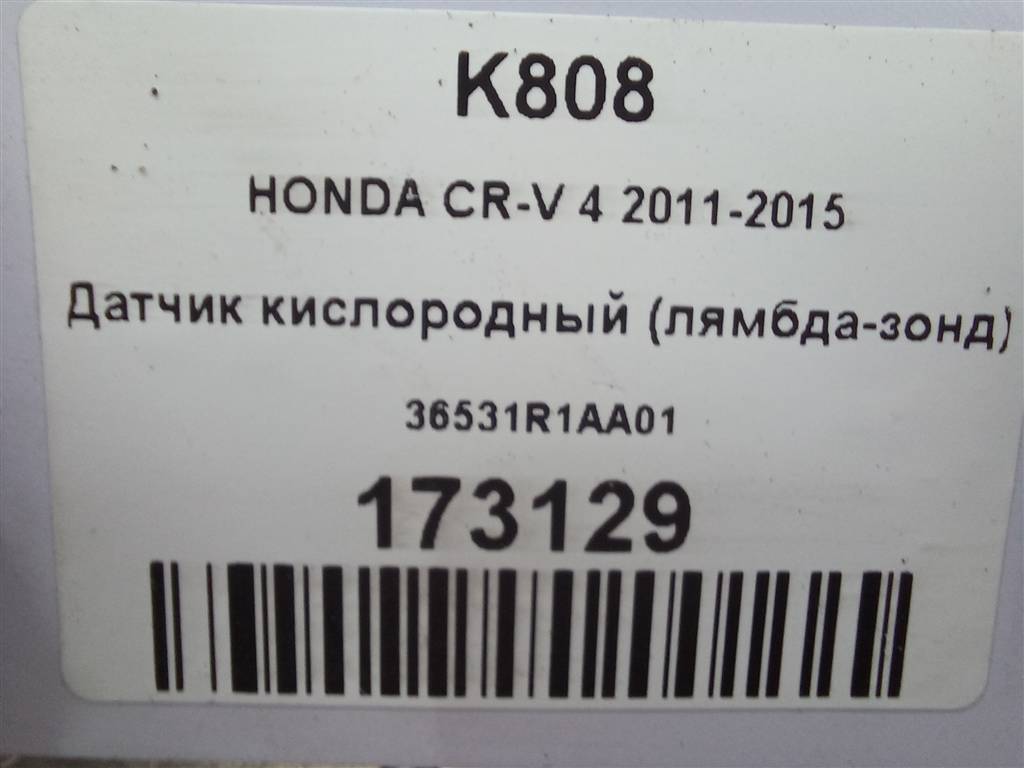 K808
HONDA CR-V 4 2011-2015
Датчик кислородный (лямбда-зонд)
36531R1AA01
173129